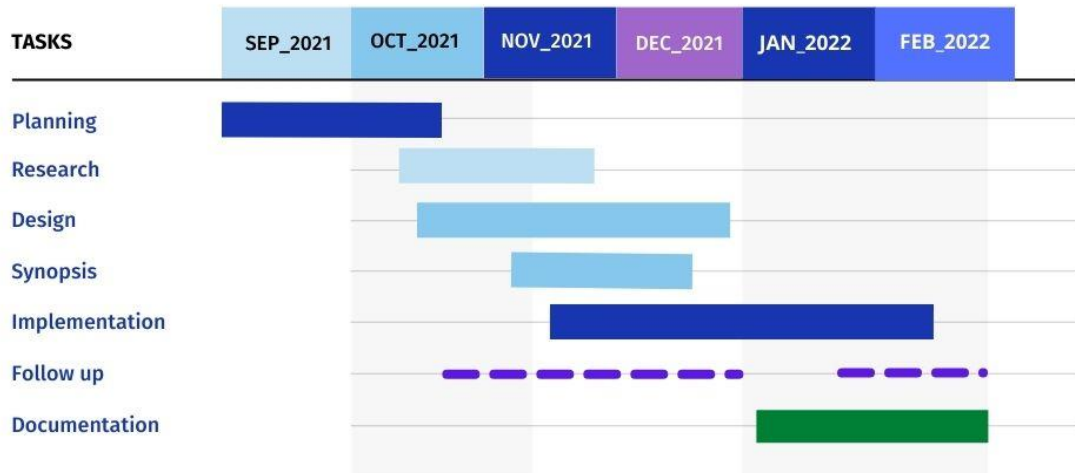 TASKS SEP_2021 OCT_2021 NOV_2021 DEC_2021 JAN_2022 FEB_2022
Planning
Research
Design
Synopsis
Implementation
Follow up
Documentation